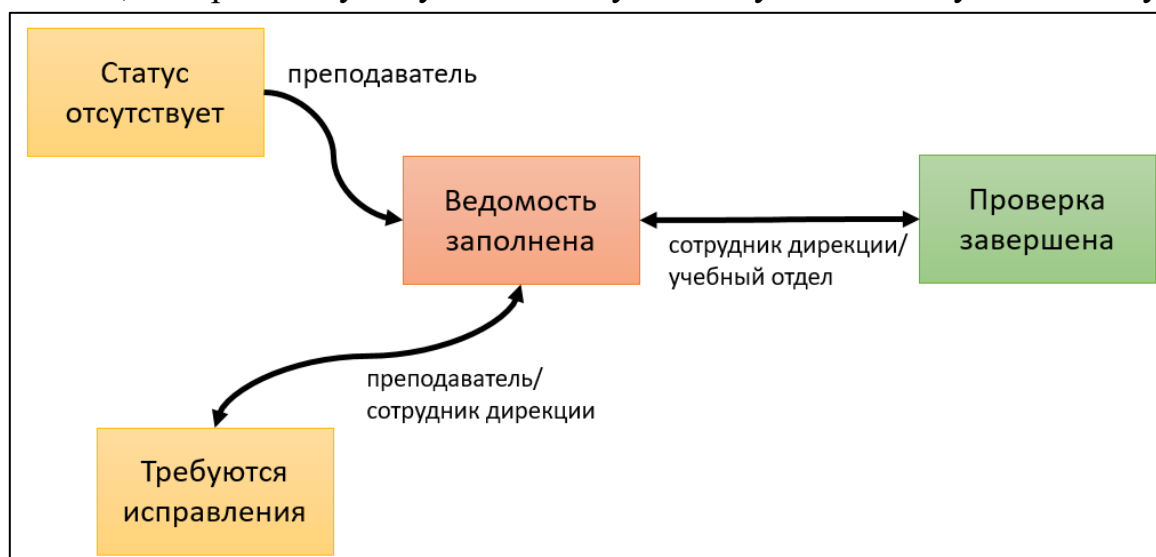 Статус
отсутствует
преподаватель
Ведомость
заполнена
Проверка
завершена
сотрудник дирекции/
учебный отдел
преподаватель/
сотрудник дирекции
Требуются
исправления